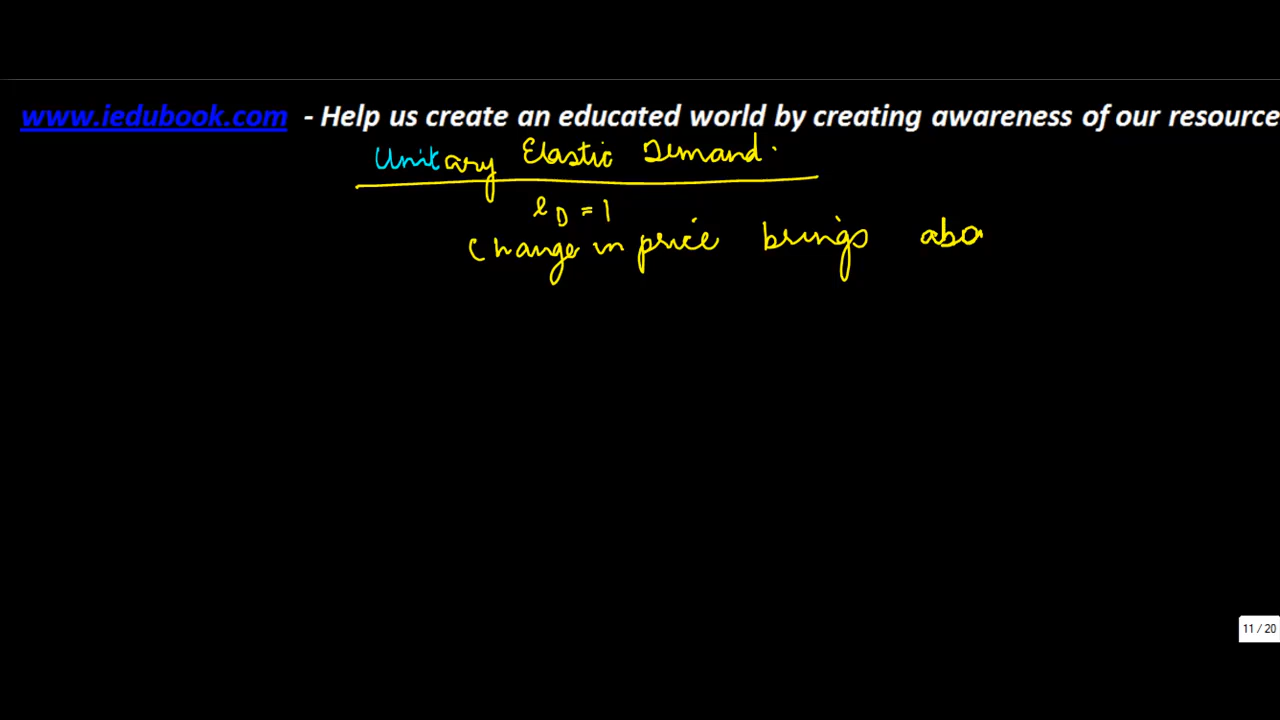 www.iedubook.com - Help us create an educated world by creating awareness of our resource
Unitary Elastic Demand.
eD = 1
Change in price brings abo
11 / 20